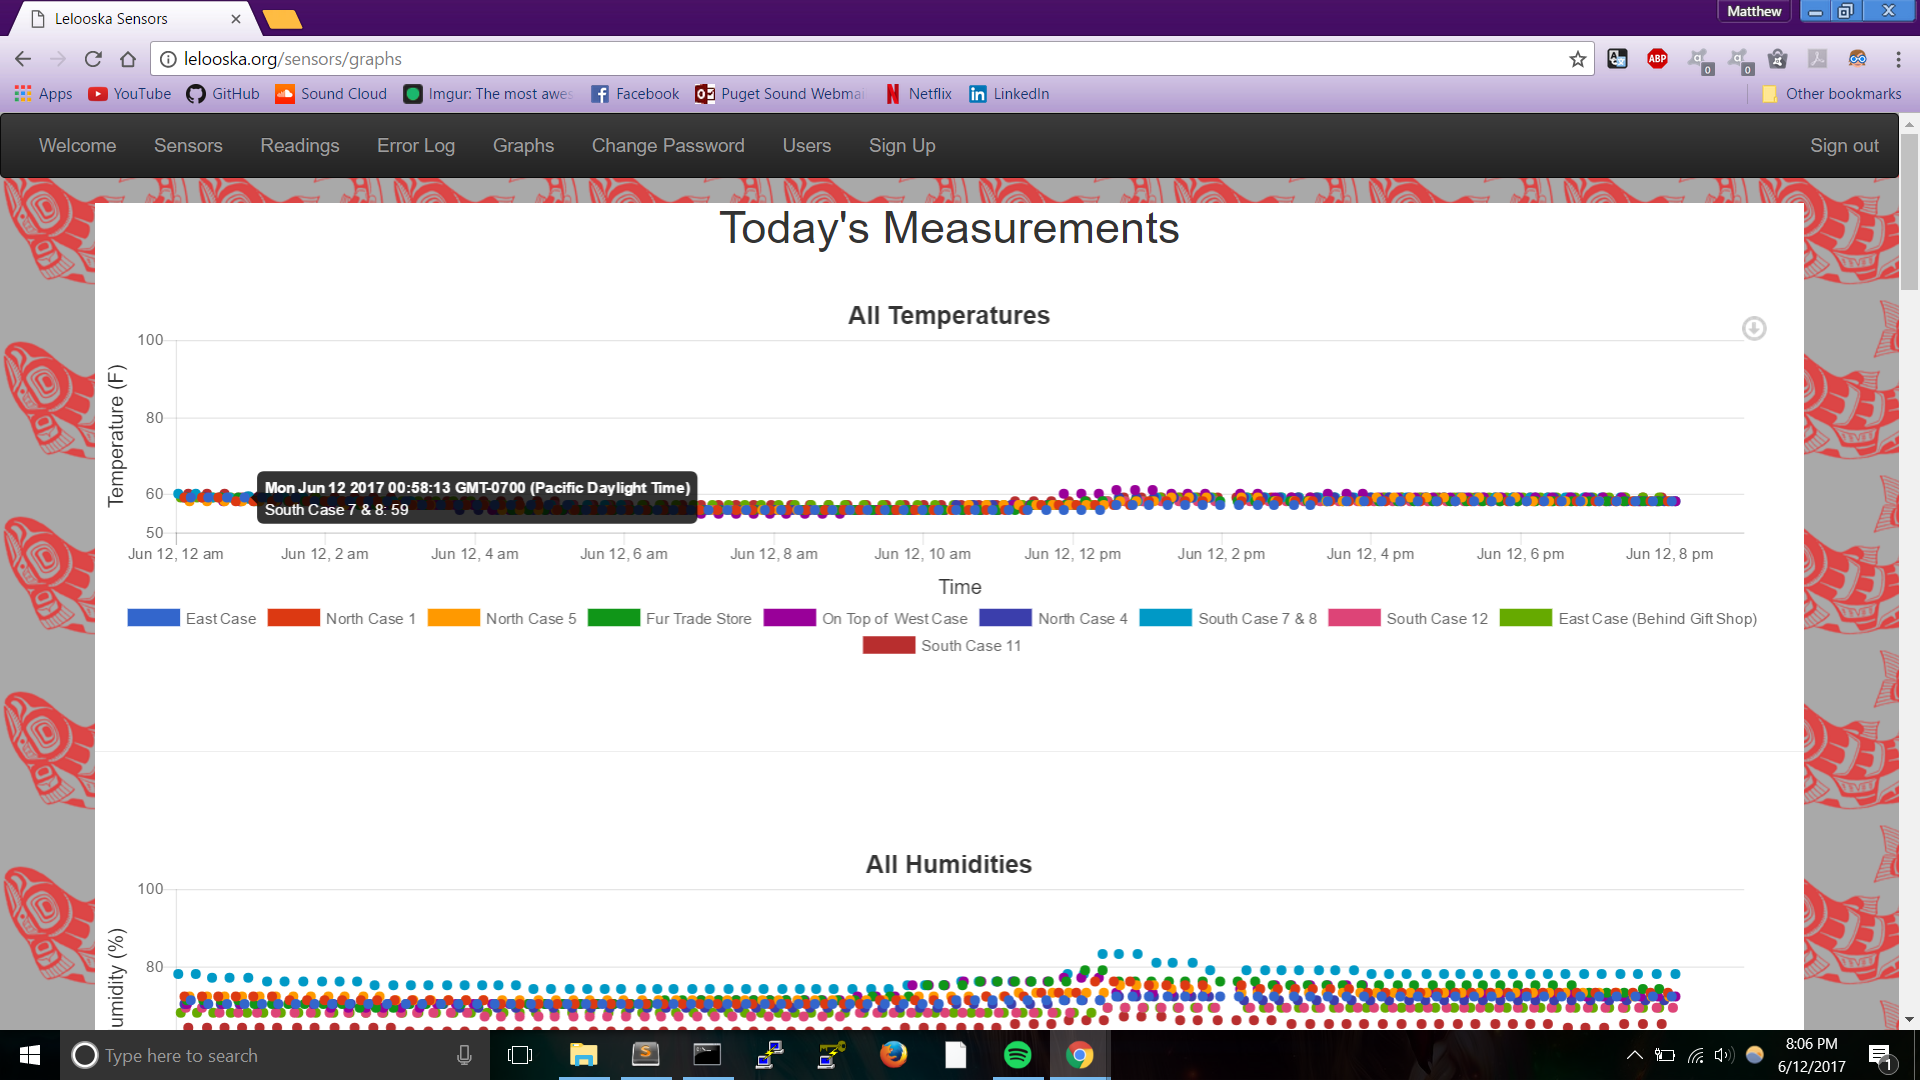 Lelooska Sensors
Matthew
lelooska.org/sensors/graphs
ABP
0
0
Apps YouTube GitHub Sound Cloud Imgur: The most awes Facebook Puget Sound Webmai Netflix LinkedIn Other bookmarks
Welcome Sensors Readings Error Log Graphs Change Password Users Sign Up Sign out
Today's Measurements
All Temperatures
100
80
60
50
Temperature (F)
Mon Jun 12 2017 00:58:13 GMT-0700 (Pacific Daylight Time)
South Case 7 & 8: 59
Jun 12, 12 am Jun 12, 2 am Jun 12, 4 am Jun 12, 6 am Jun 12, 8 am Jun 12, 10 am Jun 12, 12 pm Jun 12, 2 pm Jun 12, 4 pm Jun 12, 6 pm Jun 12, 8 pm
Time
East Case North Case 1 North Case 5 Fur Trade Store On Top of West Case North Case 4 South Case 7 & 8 South Case 12 East Case (Behind Gift Shop)
South Case 11
All Humidities
100
80
umidity (%)
Type here to search
8:06 PM
6/12/2017
1